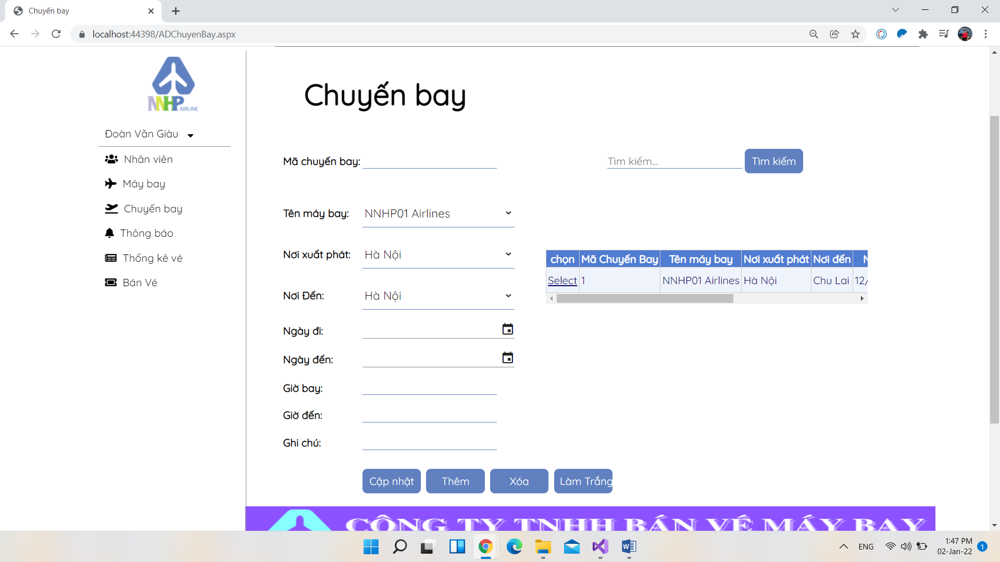 Chuyến bay
localhost:44398/ADChuyenBay.aspx
NNHP AIRLINE
Đoàn Văn Giàu
Nhân viên
Máy bay
Chuyến bay
Thông báo
Thống kê vé
Bán Vé
Chuyến bay
Mã chuyến bay:
Tìm kiếm... Tìm kiếm
Tên máy bay: NNHP01 Airlines
Nơi xuất phát: Hà Nội
Nơi Đến: Hà Nội
Ngày đi:
Ngày đến:
Giờ bay:
Giờ đến:
Ghi chú:
chọn Mã Chuyến Bay Tên máy bay Nơi xuất phát Nơi đến N
Select 1 NNHP01 Airlines Hà Nội Chu Lai 12/
Cập nhật Thêm Xóa Làm Trắng
CÔNG TY TNHH BÁN VÉ MÁY BAY
ENG
1:47 PM
02-Jan-22
1